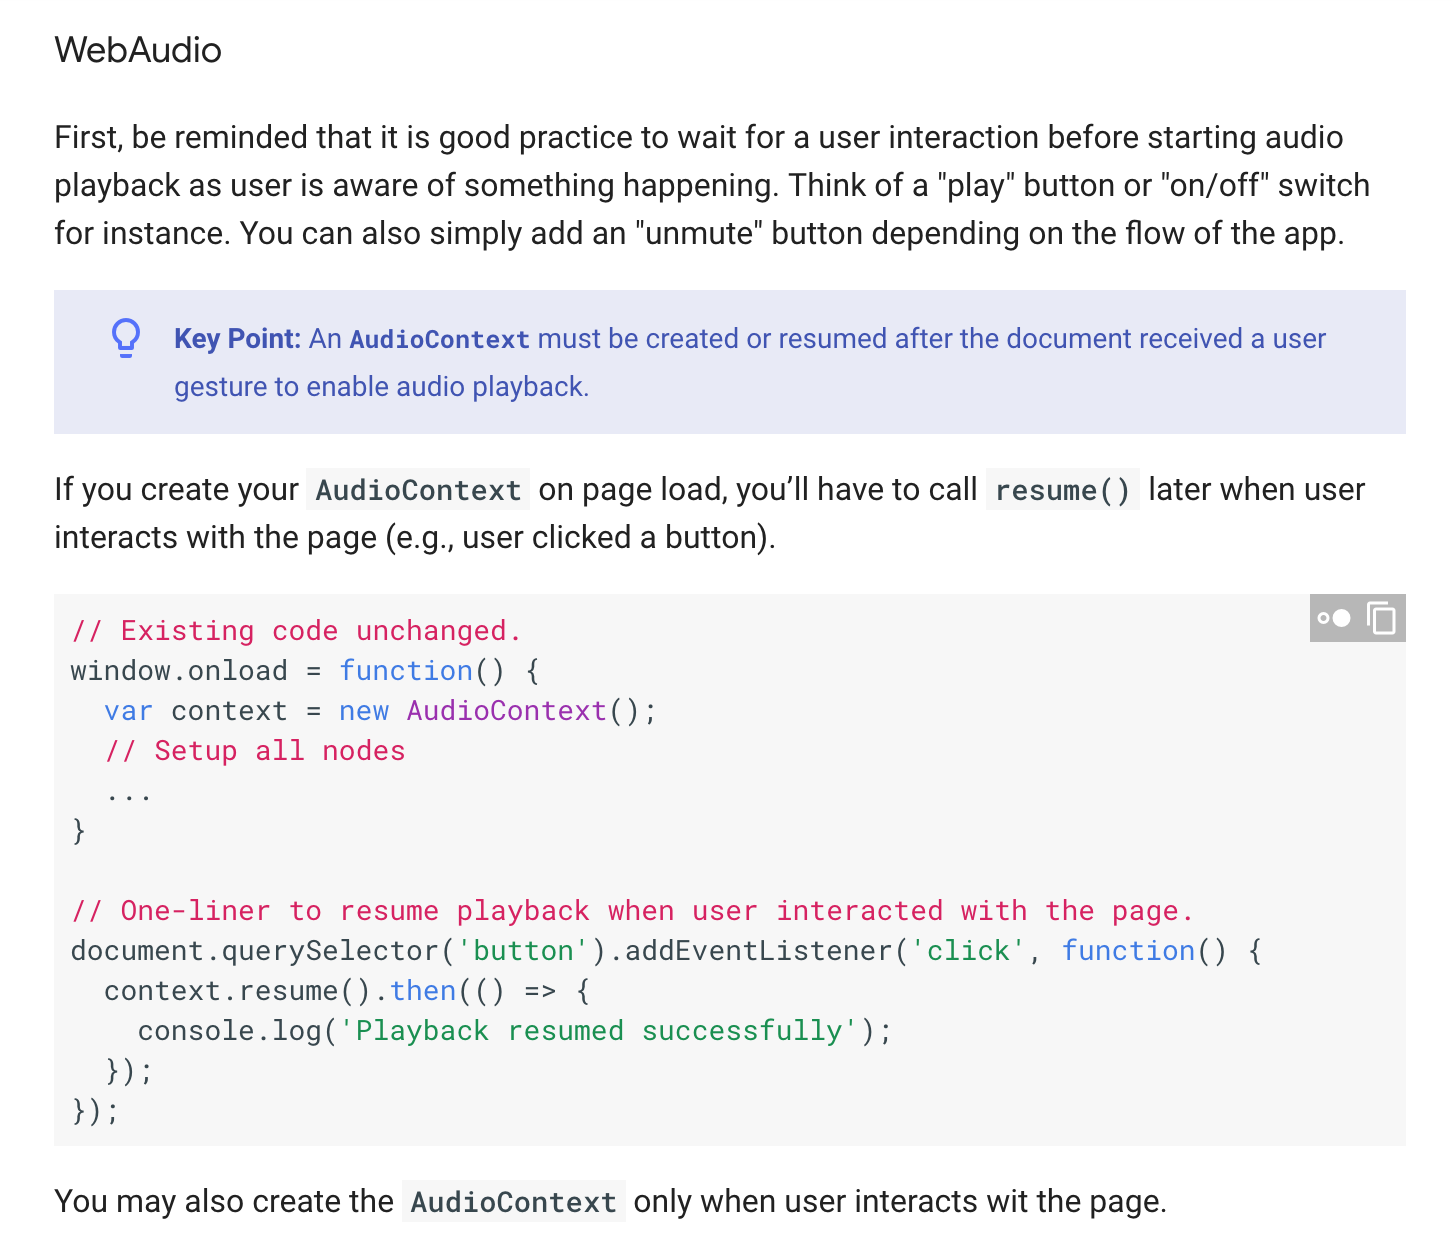 WebAudio
First, be reminded that it is good practice to wait for a user interaction before starting audio
playback as user is aware of something happening. Think of a "play" button or "on/off" switch
for instance. You can also simply add an "unmute" button depending on the flow of the app.
Key Point: An AudioContext must be created or resumed after the document received a user
gesture to enable audio playback.
If you create your AudioContext on page load, you’ll have to call resume() later when user
interacts with the page (e.g., user clicked a button).
// Existing code unchanged.
window.onload = function() {
  var context = new AudioContext();
  // Setup all nodes
  ...
}
// One-liner to resume playback when user interacted with the page.
document.querySelector('button').addEventListener('click', function() {
  context.resume().then(() => {
    console.log('Playback resumed successfully');
  });
});
You may also create the AudioContext only when user interacts wit the page.